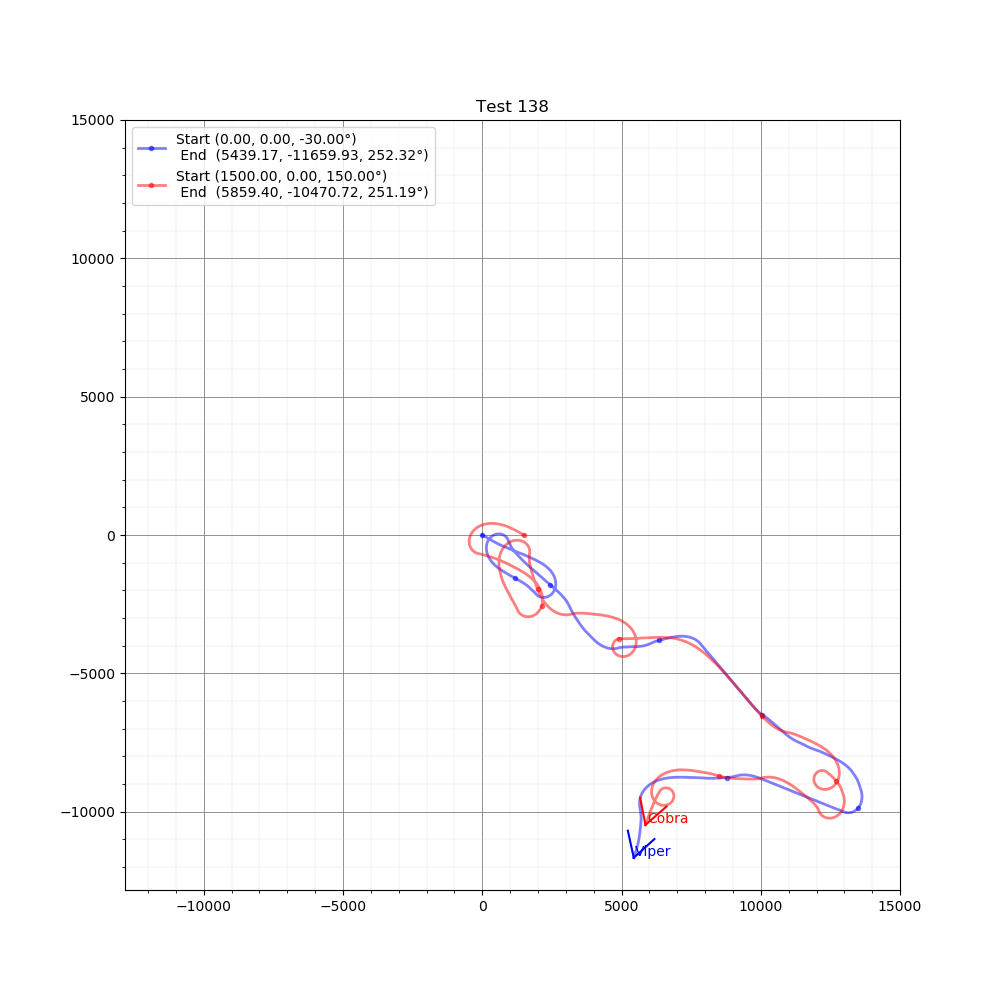 Test 138
Start (0.00, 0.00, -30.00°)
End (5439.17, -11659.93, 252.32°)
Start (1500.00, 0.00, 150.00°)
End (5859.40, -10470.72, 251.19°)
15000
10000
5000
0
−5000
−10000
Cobra
Viper
−10000
−5000
0
5000
10000
15000